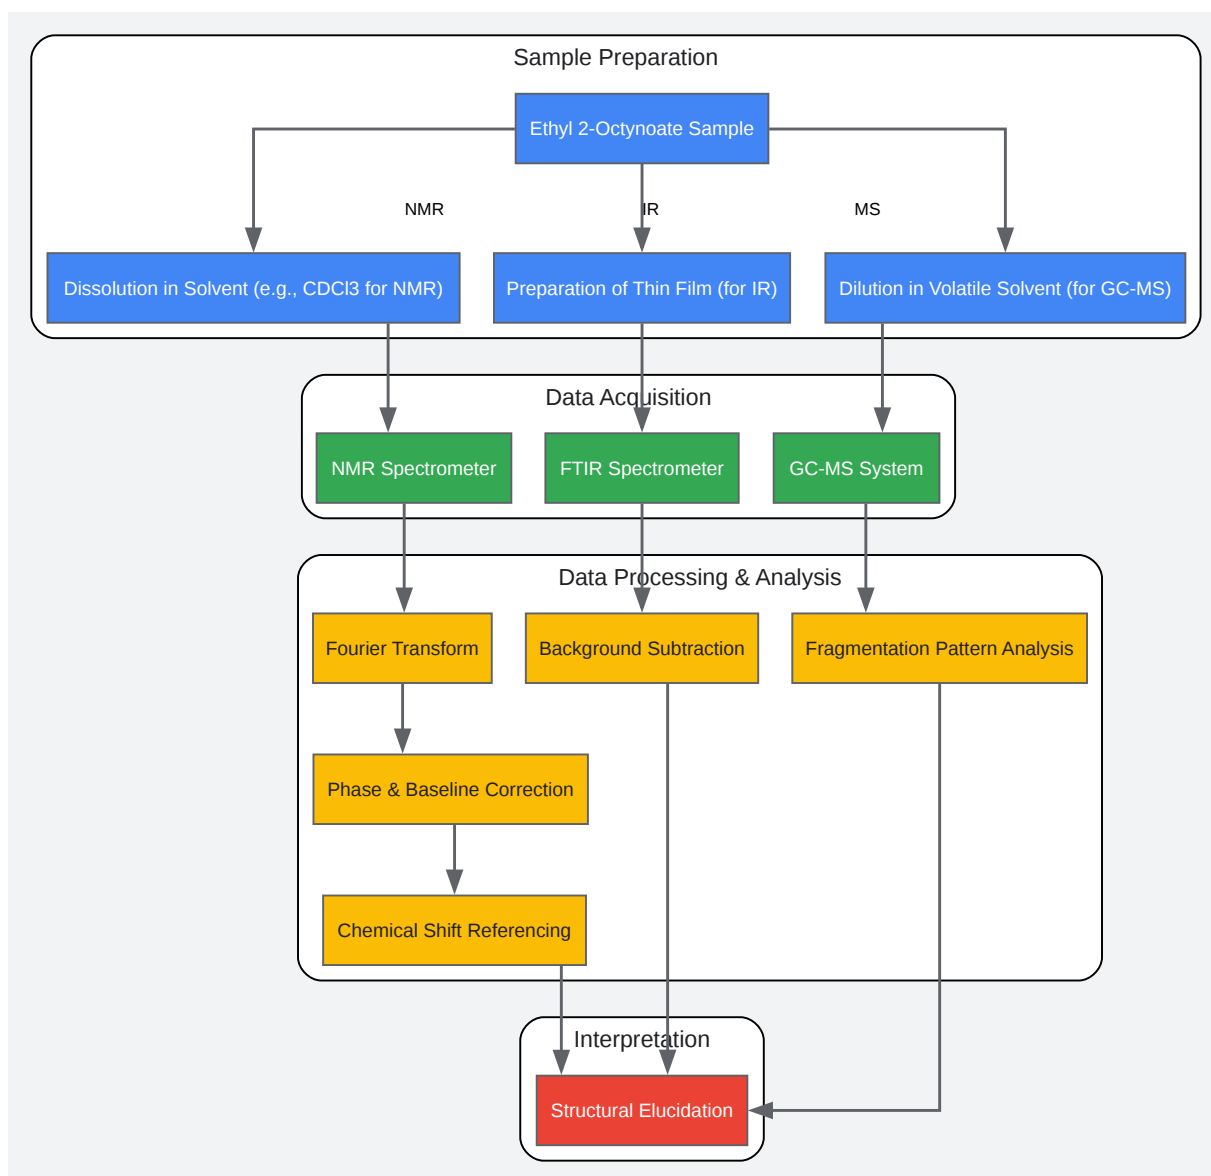 Sample Preparation
Ethyl 2-Octynoate Sample
NMR
IR
MS
Dissolution in Solvent (e.g., CDCl3 for NMR)
Preparation of Thin Film (for IR)
Dilution in Volatile Solvent (for GC-MS)
Data Acquisition
NMR Spectrometer
FTIR Spectrometer
GC-MS System
Data Processing & Analysis
Fourier Transform
Background Subtraction
Fragmentation Pattern Analysis
Phase & Baseline Correction
Chemical Shift Referencing
Interpretation
Structural Elucidation